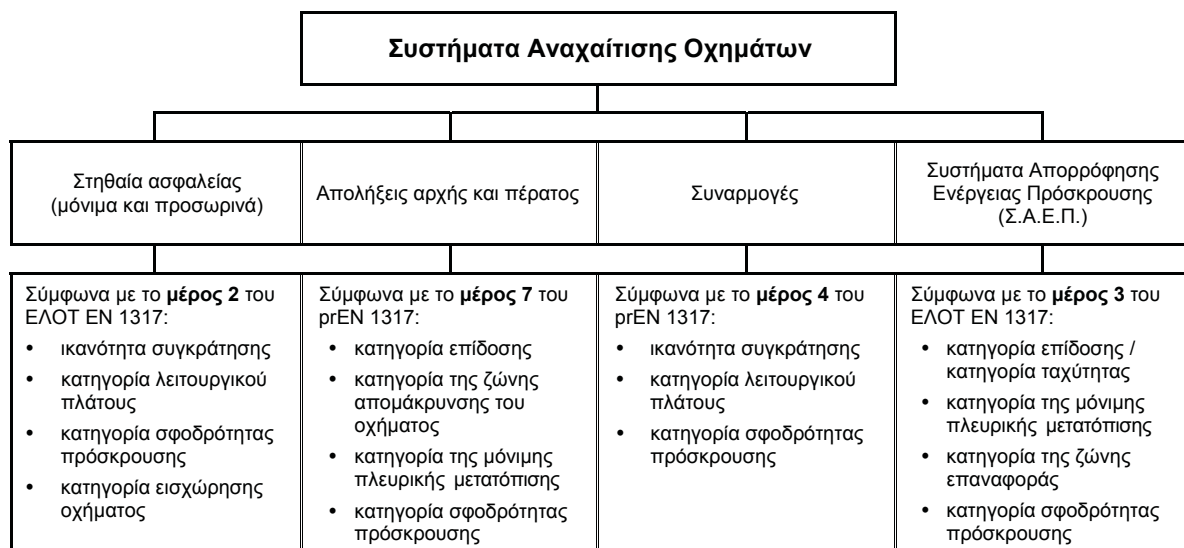 Συστήματα Αναχαίτισης Οχημάτων
Στηθαία ασφαλείας
(μόνιμα και προσωρινά)
Απολήξεις αρχής και πέρατος
Συναρμογές
Συστήματα Απορρόφησης
Ενέργειας Πρόσκρουσης
(Σ.Α.Ε.Π.)
Σύμφωνα με το μέρος 2 του
ΕΛΟΤ EN 1317:
• ικανότητα συγκράτησης
• κατηγορία λειτουργικού
πλάτους
• κατηγορία σφοδρότητας
πρόσκρουσης
• κατηγορία εισχώρησης
οχήματος
Σύμφωνα με το μέρος 7 του
prEN 1317:
• κατηγορία επίδοσης
• κατηγορία της ζώνης
απομάκρυνσης του
οχήματος
• κατηγορία της μόνιμης
πλευρικής μετατόπισης
• κατηγορία σφοδρότητας
πρόσκρουσης
Σύμφωνα με το μέρος 4 του
prEN 1317:
• ικανότητα συγκράτησης
• κατηγορία λειτουργικού
πλάτους
• κατηγορία σφοδρότητας
πρόσκρουσης
Σύμφωνα με το μέρος 3 του
ΕΛΟΤ EN 1317:
• κατηγορία επίδοσης /
κατηγορία ταχύτητας
• κατηγορία της μόνιμης
πλευρικής μετατόπισης
• κατηγορία της ζώνης
επαναφοράς
• κατηγορία σφοδρότητας
πρόσκρουσης